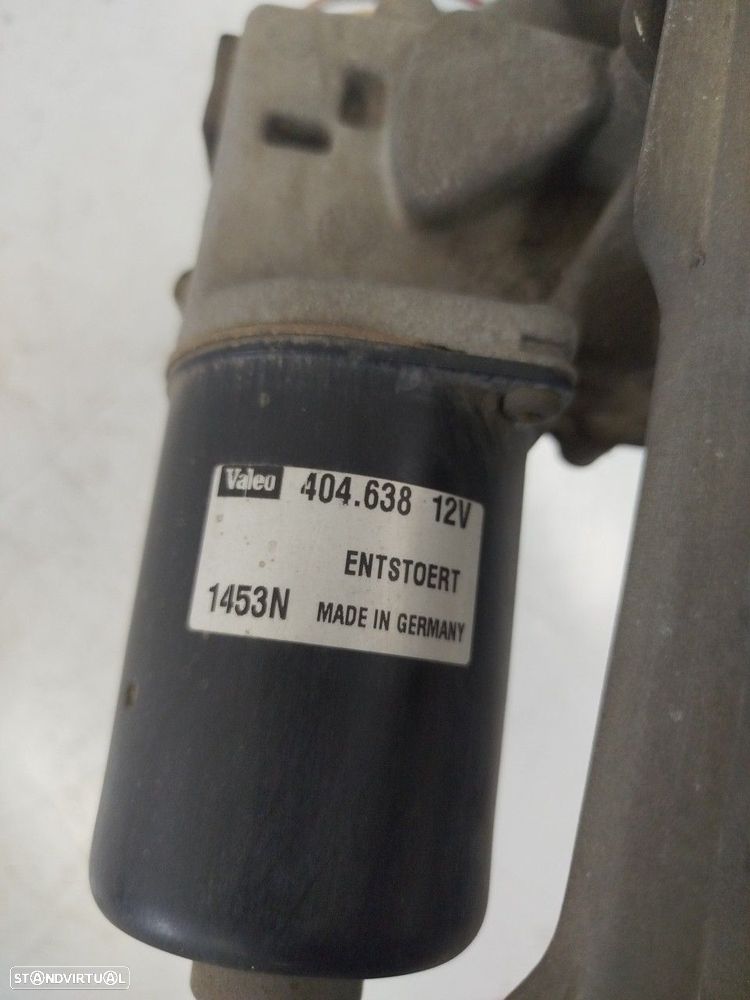 Valeo 404.638 12V
ENTSTOERT
1453N MADE IN GERMANY
STANDVIRTUAL